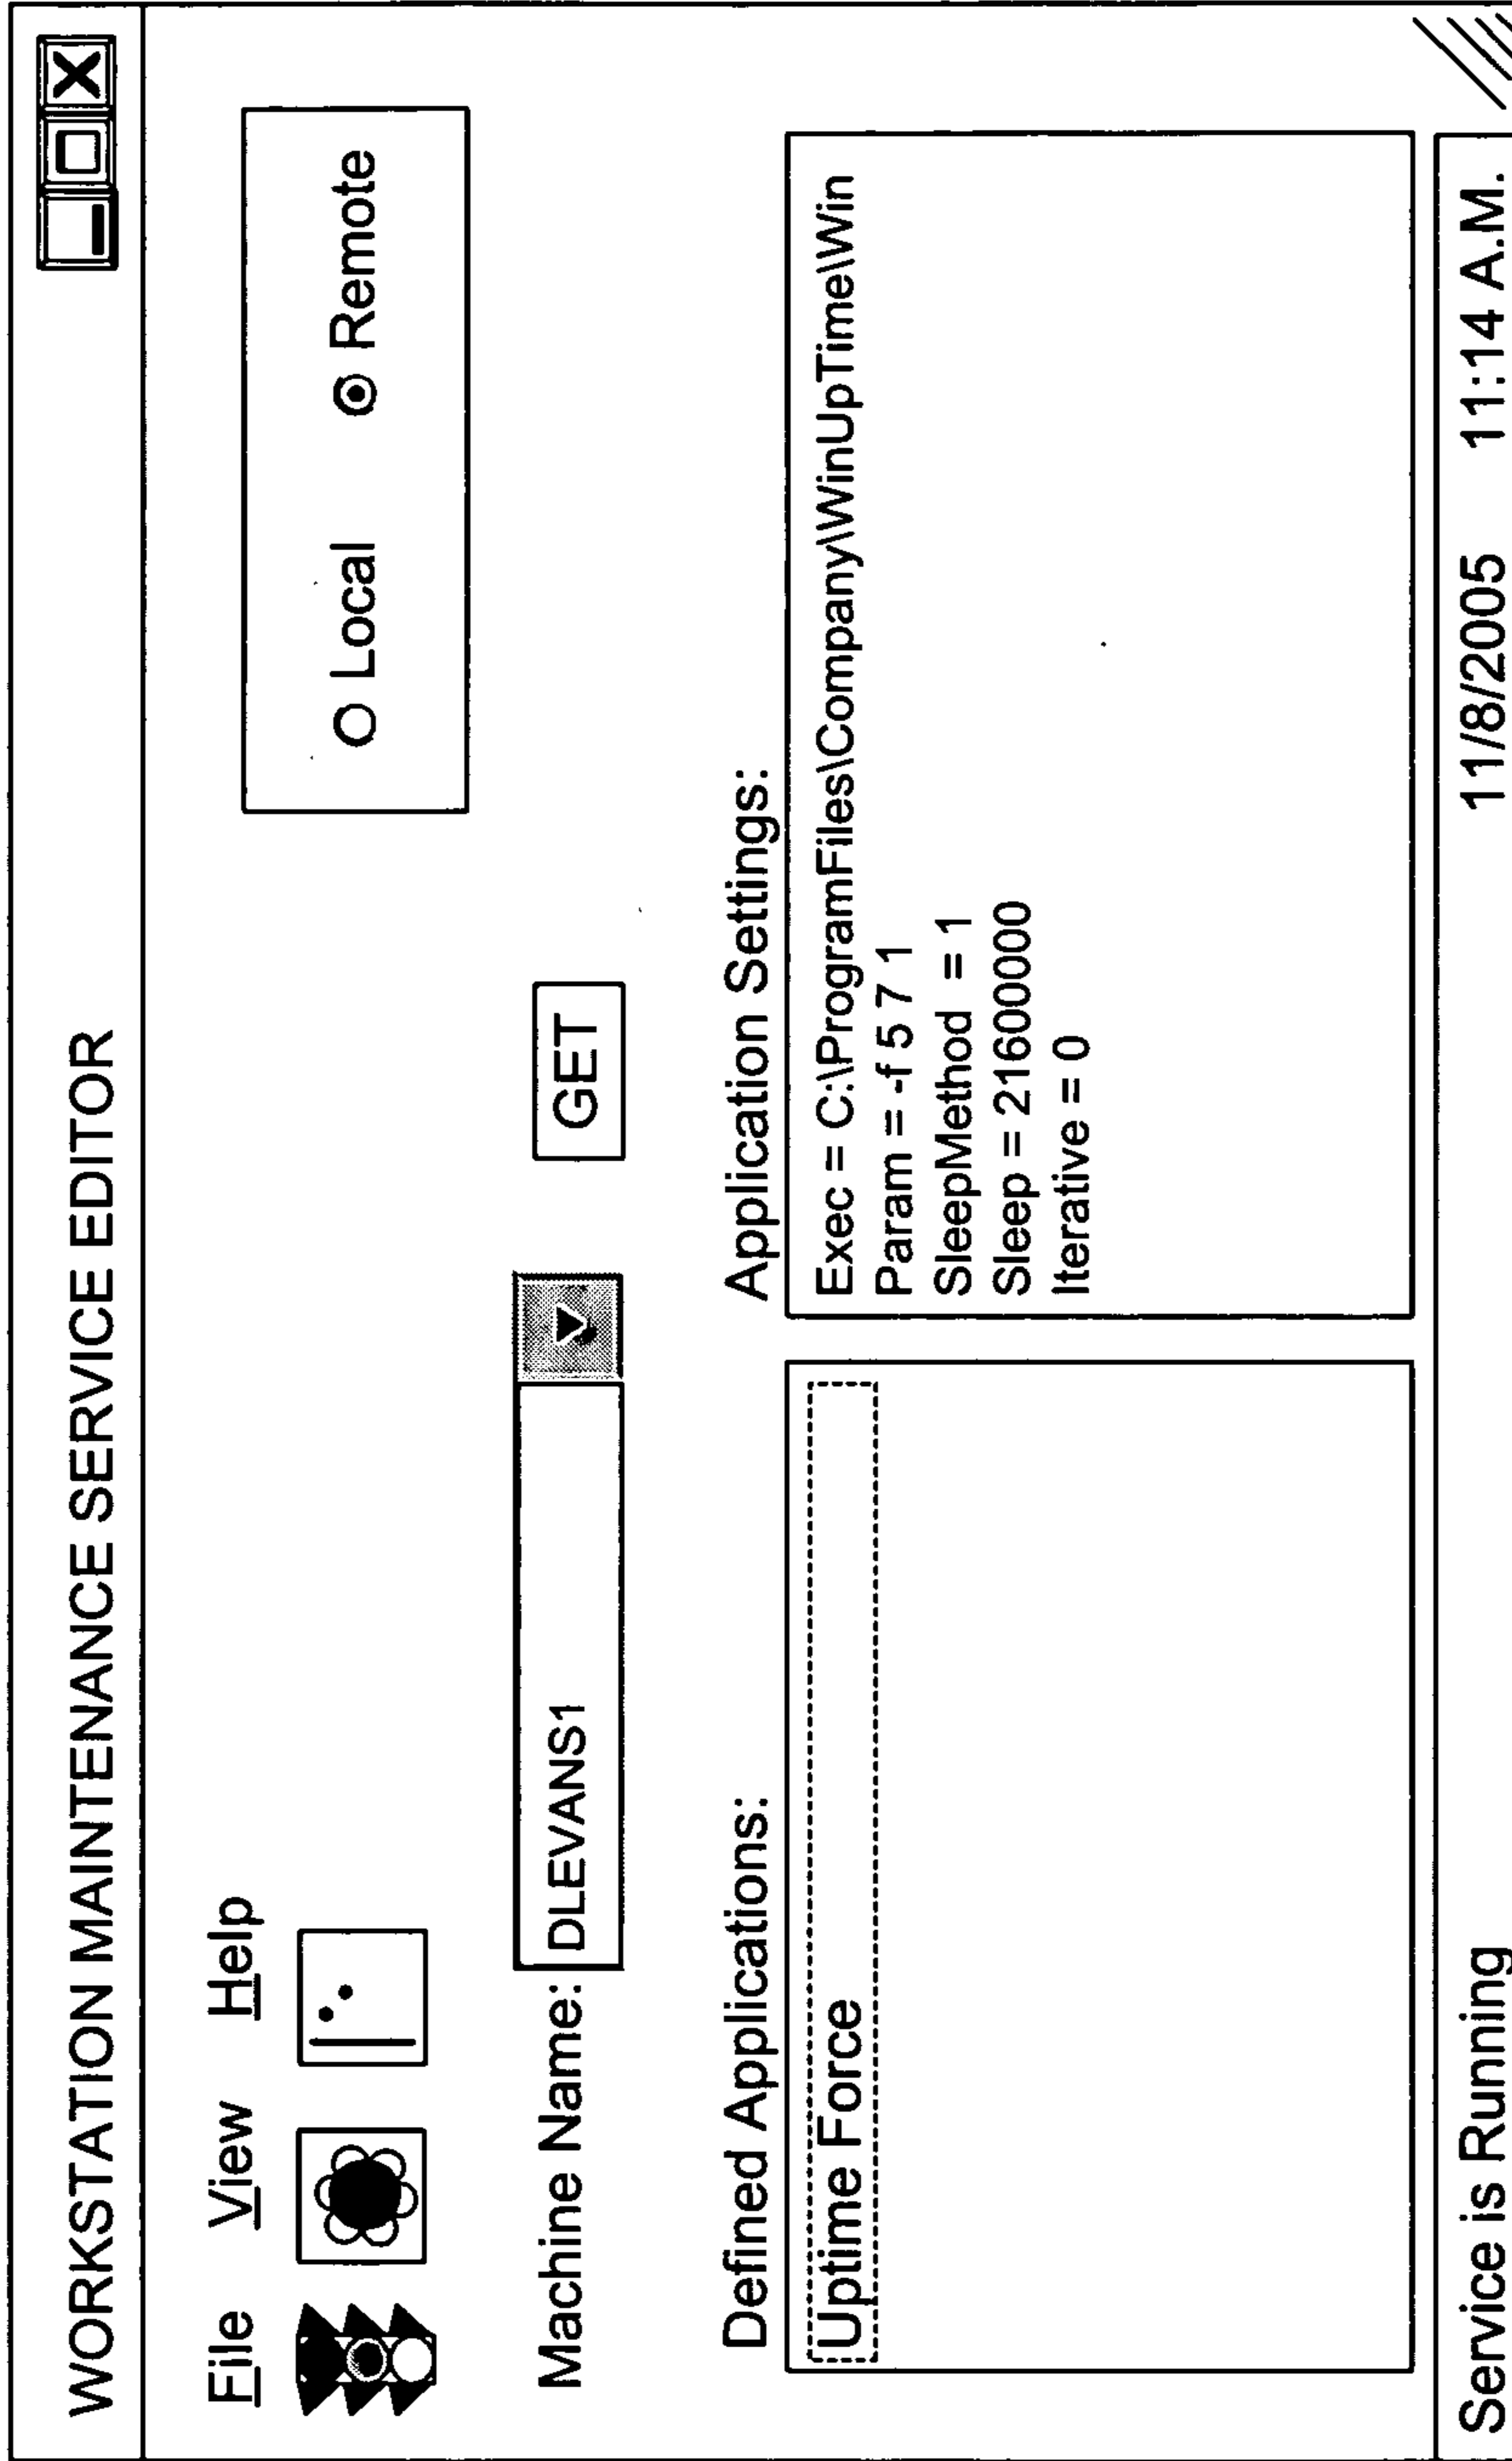 WORKSTATION MAINTENANCE SERVICE EDITOR
File View Help
Local Remote
Machine Name: DLEVANS1 GET
Defined Applications:
Uptime Force
Application Settings:
Exec = C:\ProgramFiles\Company\WinUpTime\Win
Param = -f 5 7 1
SleepMethod = 1
Sleep = 21600000
Iterative = 0
Service is Running 11/8/2005 11:14 A.M.